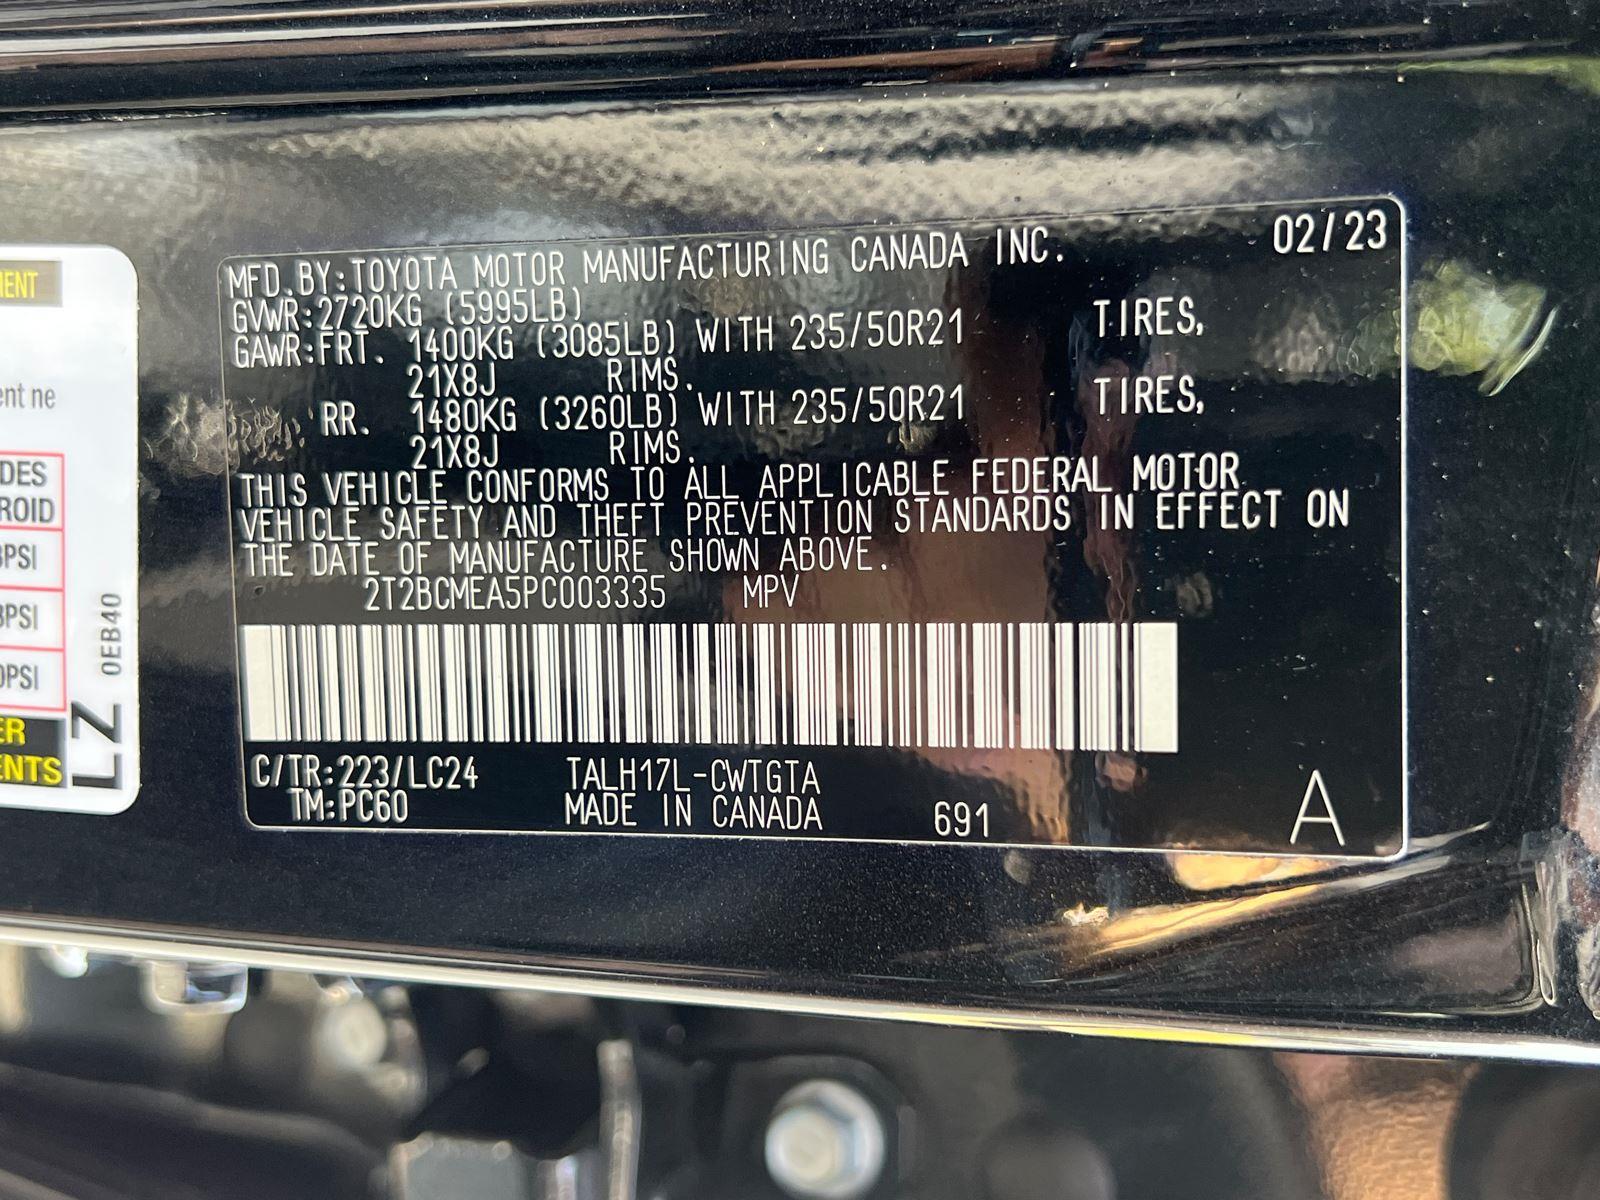 MENT
ent ne
DES
ROID
PSI
PSI
0PSI
ER
ENTS
LZ
0EB40
MFD.BY:TOYOTA MOTOR MANUFACTURING CANADA INC. 02/23
GVWR:2720KG (5995LB)
GAWR:FRT. 1400KG (3085LB) WITH 235/50R21 TIRES,
21X8J RIMS.
RR. 1480KG (3260LB) WITH 235/50R21 TIRES,
21X8J RIMS.
THIS VEHICLE CONFORMS TO ALL APPLICABLE FEDERAL MOTOR
VEHICLE SAFETY AND THEFT PREVENTION STANDARDS IN EFFECT ON
THE DATE OF MANUFACTURE SHOWN ABOVE.
2T2BCMEA5PC003335 MPV
C/TR:223/LC24 TALH17L-CWTGTA
TM:PC60 MADE IN CANADA 691 A